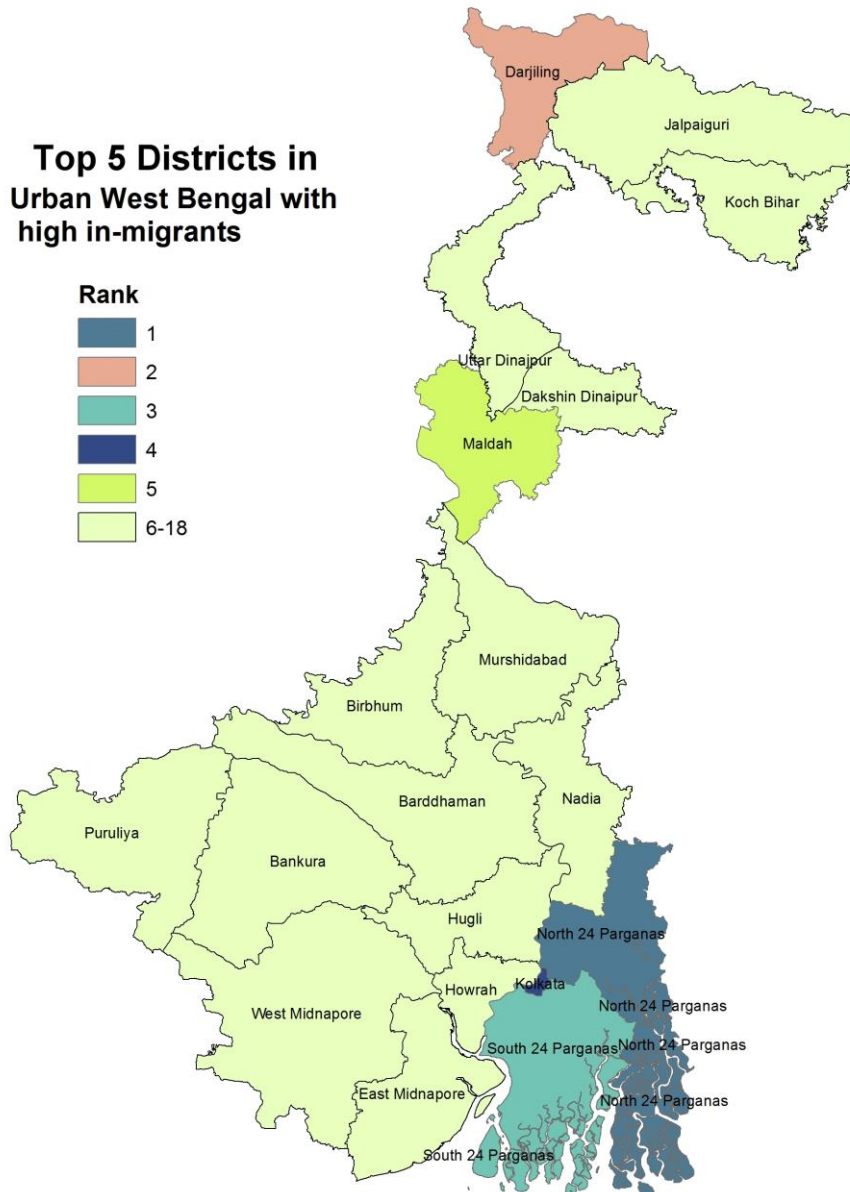 Top 5 Districts in
Urban West Bengal with
high in-migrants
Rank
1
2
3
4
5
6-18
Darjiling
Jalpaiguri
Koch Bihar
Uttar Dinajpur
Dakshin Dinaipur
Maldah
Murshidabad
Birbhum
Barddhaman
Nadia
Puruliya
Bankura
Hugli
North 24 Parganas
Kolkata
Howrah
North 24 Parganas
West Midnapore
South 24 Parganas
North 24 Parganas
East Midnapore
North 24 Parganas
South 24 Parganas